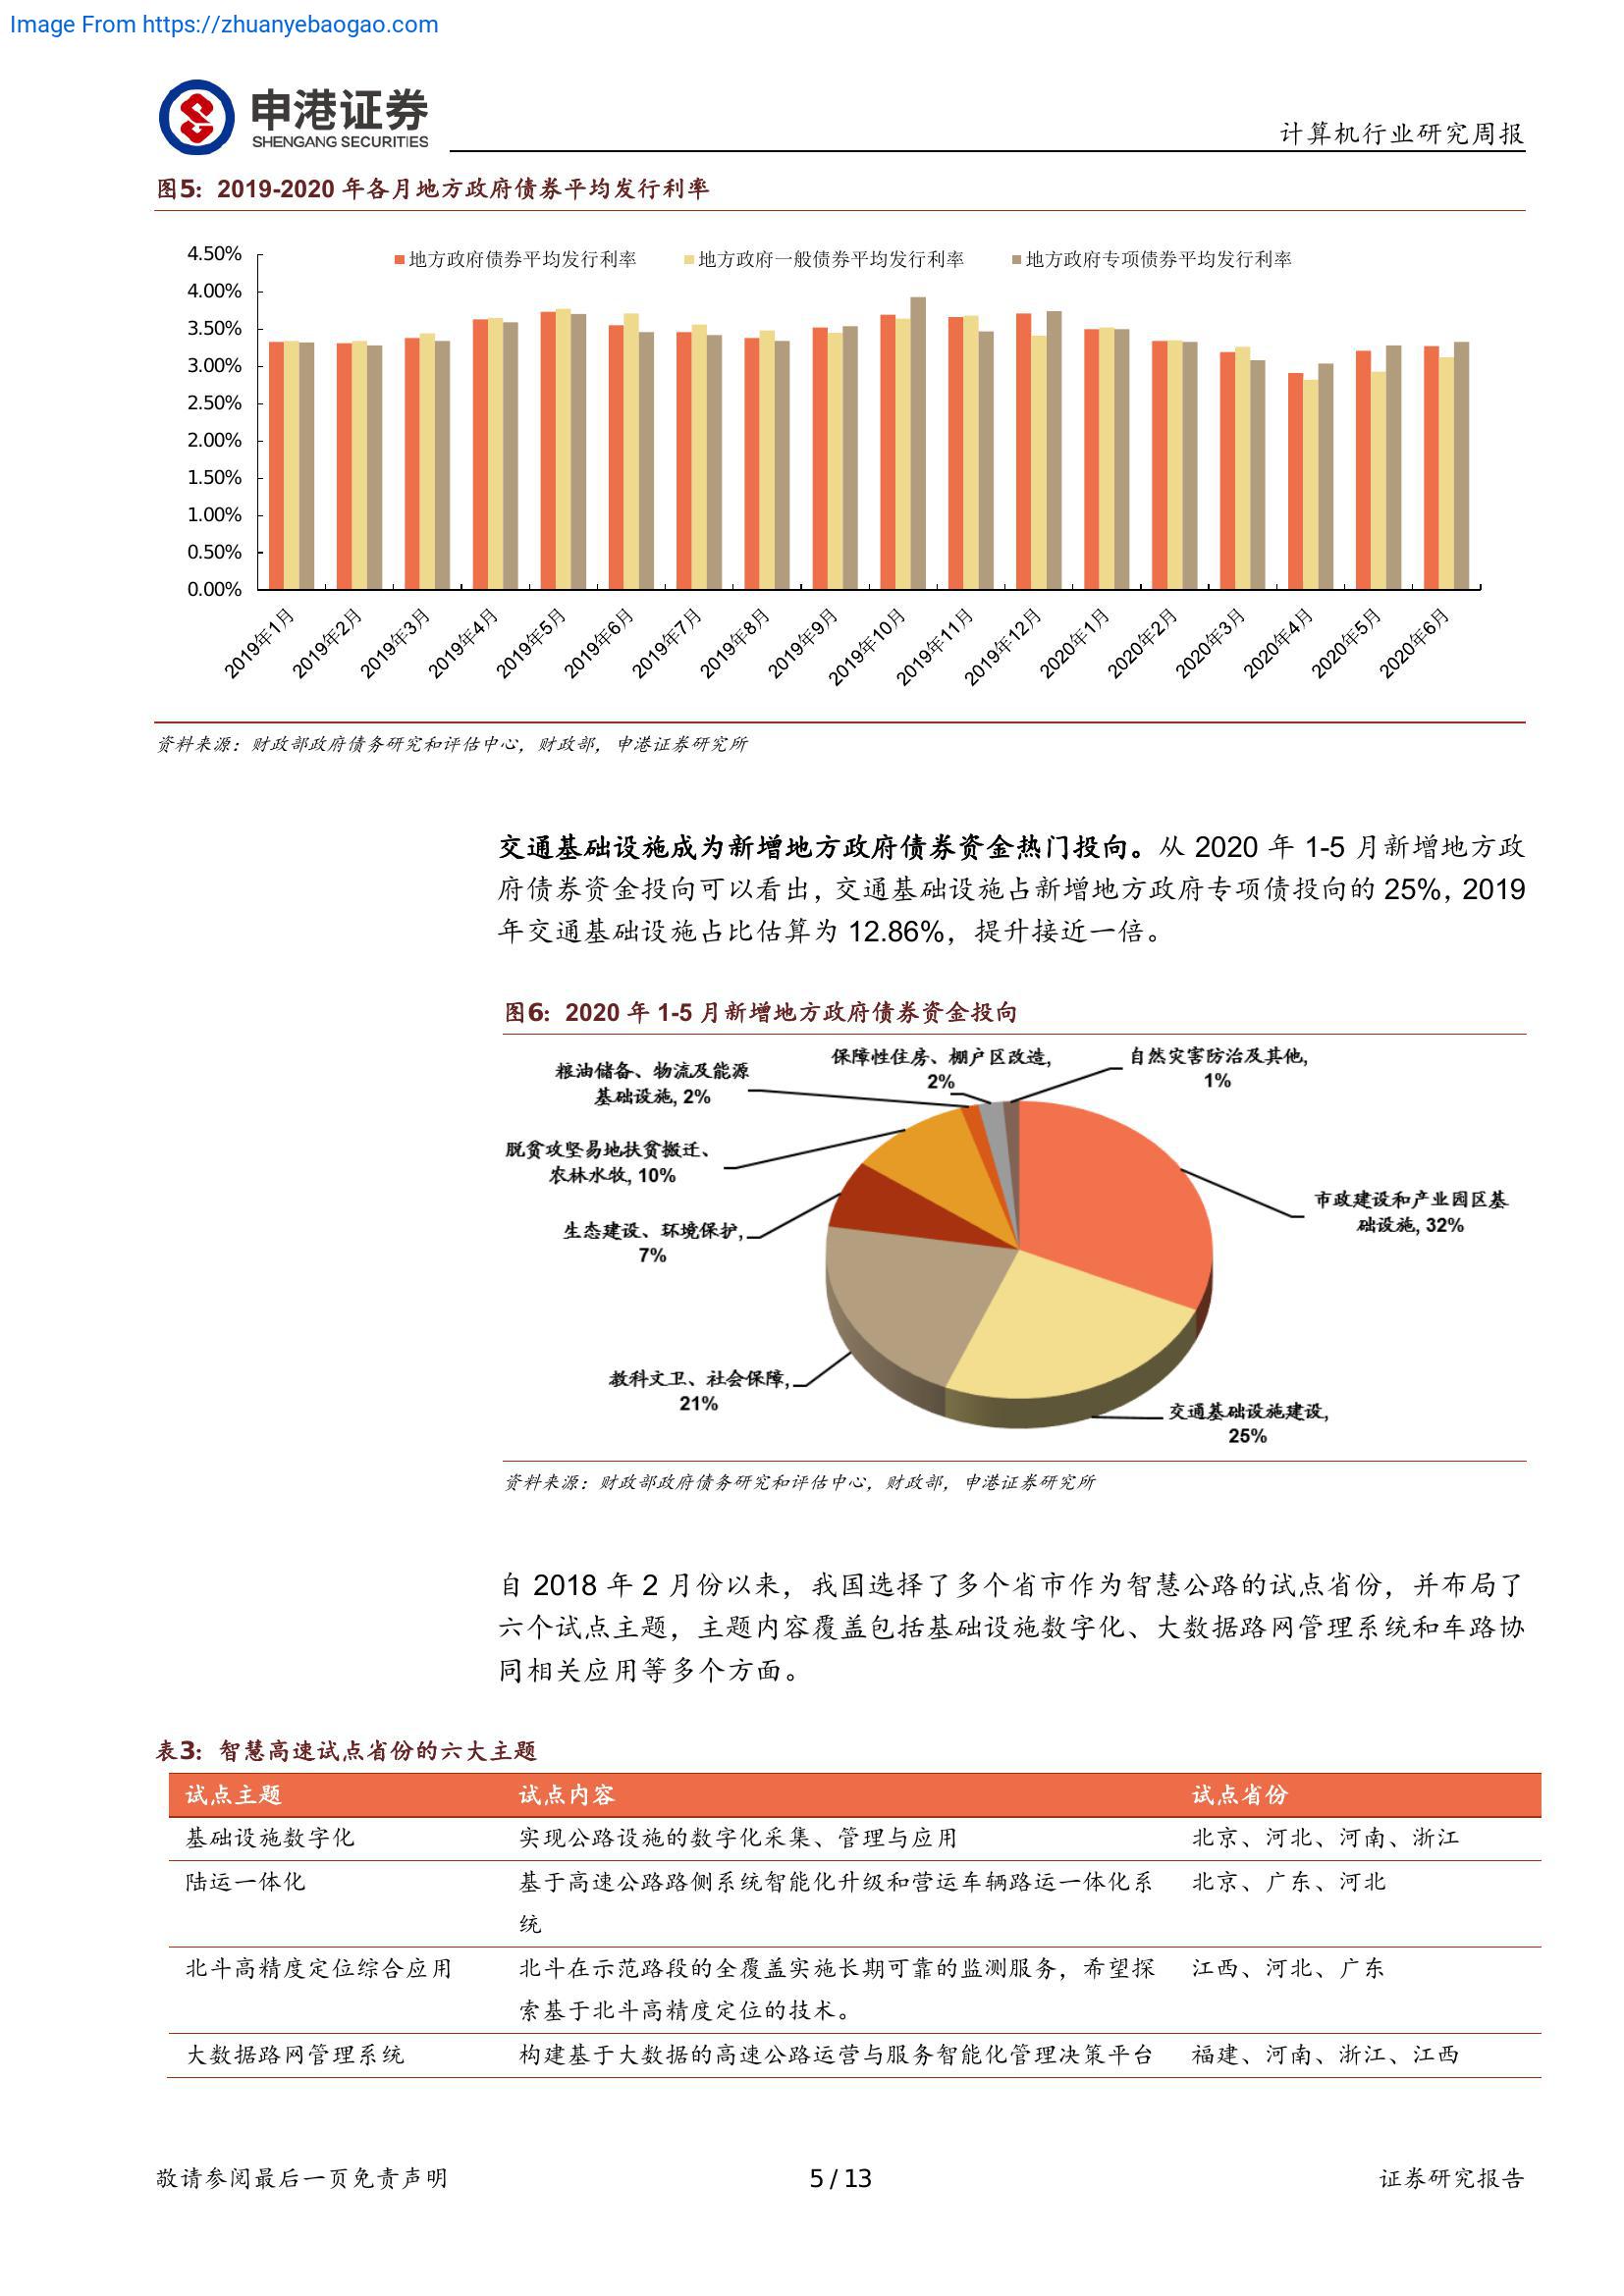 Image From https://zhuanyebaogao.com
申港证券
SHENGANG SECURITIES
计算机行业研究周报
图5：2019-2020 年各月地方政府债券平均发行利率
地方政府债券平均发行利率 地方政府一般债券平均发行利率 地方政府专项债券平均发行利率
4.50%
4.00%
3.50%
3.00%
2.50%
2.00%
1.50%
1.00%
0.50%
0.00%
2019年1月 2019年2月 2019年3月 2019年4月 2019年5月 2019年6月 2019年7月 2019年8月 2019年9月 2019年10月 2019年11月 2019年12月 2020年1月 2020年2月 2020年3月 2020年4月 2020年5月 2020年6月
资料来源：财政部政府债务研究和评估中心，财政部，申港证券研究所
交通基础设施成为新增地方政府债券资金热门投向。从 2020 年 1-5 月新增地方政
府债券资金投向可以看出，交通基础设施占新增地方政府专项债投向的 25%，2019
年交通基础设施占比估算为 12.86%，提升接近一倍。
图6：2020 年 1-5 月新增地方政府债券资金投向
粮油储备、物流及能源
基础设施, 2%
保障性住房、棚户区改造,
2%
自然灾害防治及其他,
1%
脱贫攻坚易地扶贫搬迁、
农林水牧, 10%
市政建设和产业园区基
础设施, 32%
生态建设、环境保护,
7%
教科文卫、社会保障,
21%
交通基础设施建设,
25%
资料来源：财政部政府债务研究和评估中心，财政部，申港证券研究所
自 2018 年 2 月份以来，我国选择了多个省市作为智慧公路的试点省份，并布局了
六个试点主题，主题内容覆盖包括基础设施数字化、大数据路网管理系统和车路协
同相关应用等多个方面。
表3：智慧高速试点省份的六大主题
试点主题 试点内容 试点省份
基础设施数字化 实现公路设施的数字化采集、管理与应用 北京、河北、河南、浙江
陆运一体化 基于高速公路路侧系统智能化升级和营运车辆路运一体化系 北京、广东、河北
统
北斗高精度定位综合应用 北斗在示范路段的全覆盖实施长期可靠的监测服务，希望探 江西、河北、广东
索基于北斗高精度定位的技术。
大数据路网管理系统 构建基于大数据的高速公路运营与服务智能化管理决策平台 福建、河南、浙江、江西
敬请参阅最后一页免责声明 5 / 13 证券研究报告